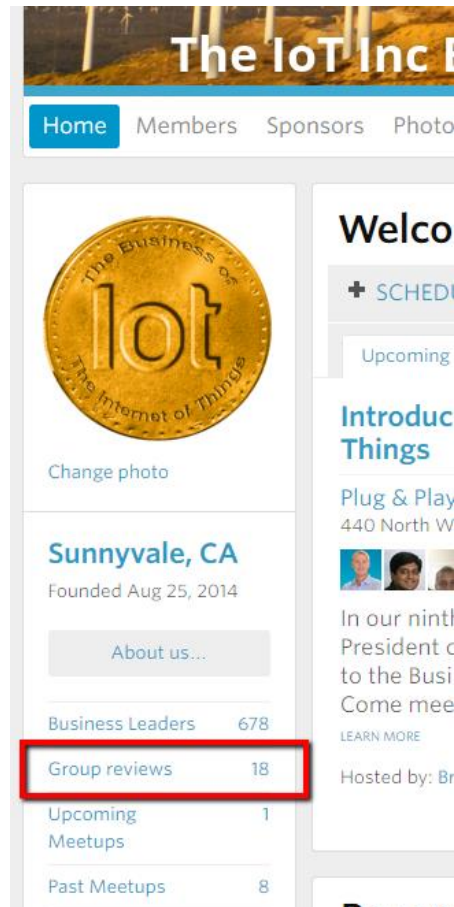 The IoT Inc B
Home Members Sponsors Photo
The Business of
Iot
The Internet of Things
Change photo
Sunnyvale, CA
Founded Aug 25, 2014
About us...
Business Leaders 678
Group reviews 18
Upcoming 1
Meetups
Past Meetups 8
Welco
+ SCHEDU
Upcoming
Introduc
Things
Plug & Play
440 North W
In our ninth
President o
to the Busi
Come mee
LEARN MORE
Hosted by: Br